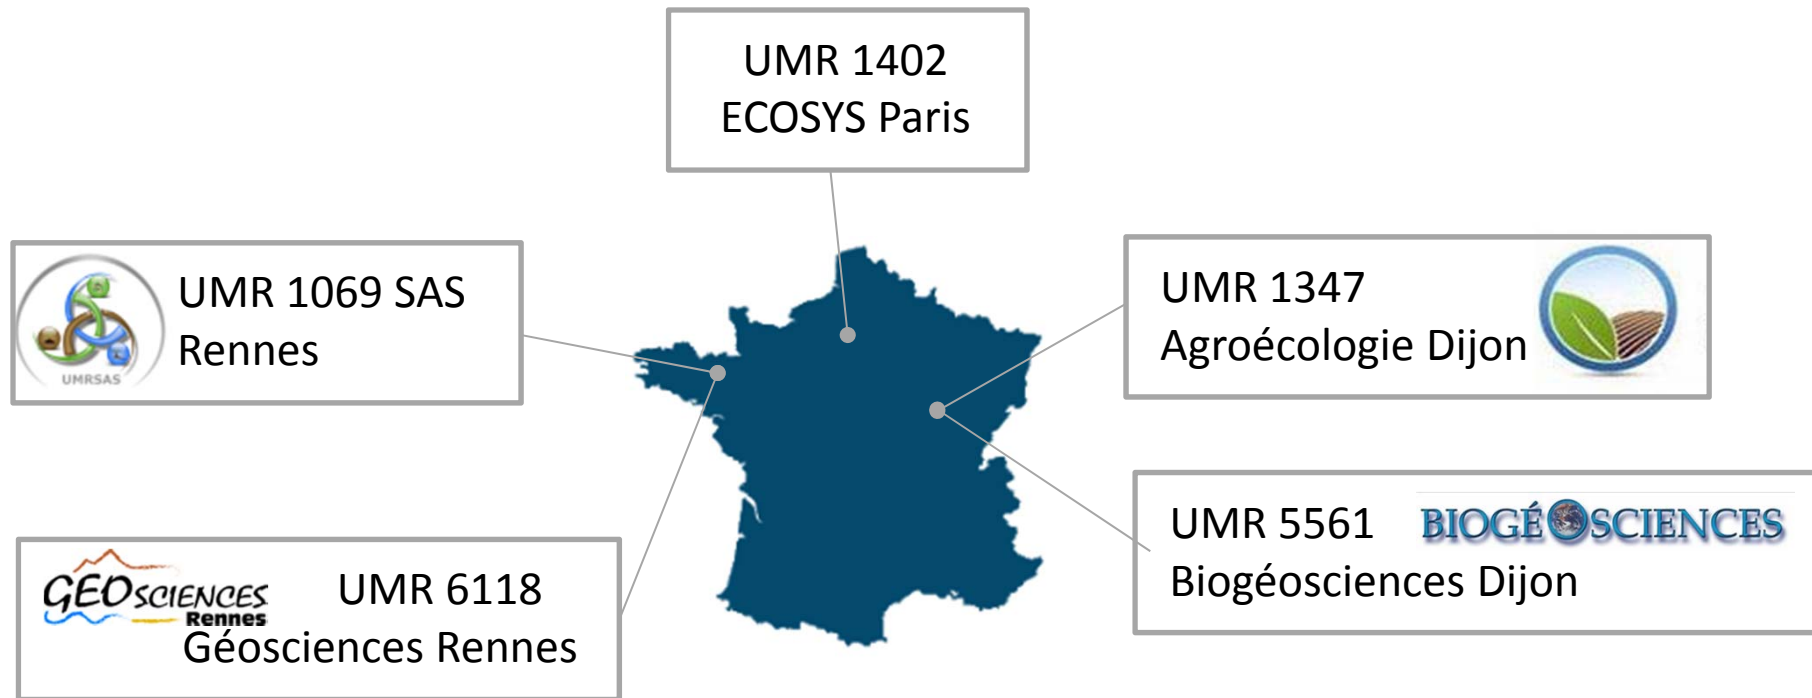 UMR 1402
ECOSYS Paris
UMRSAS
UMR 1069 SAS
Rennes
UMR 1347
Agroécologie Dijon
UMR 5561
BIOGÉOSCIENCES
Biogéosciences Dijon
GEOSCIENCES
Rennes
UMR 6118
Géosciences Rennes